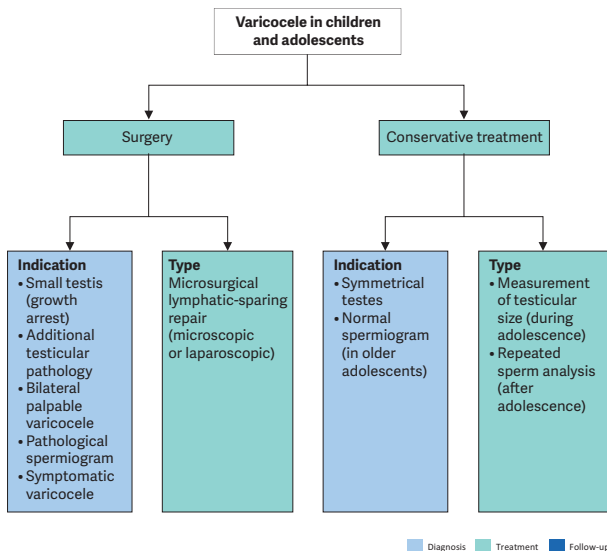 Varicocele in children
and adolescents
Surgery
Conservative treatment
Indication
• Small testis
(growth
arrest)
• Additional
testicular
pathology
• Bilateral
palpable
varicocele
• Pathological
spermiogram
• Symptomatic
varicocele
Type
Microsurgical
lymphatic-sparing
repair
(microscopic
or laparoscopic)
Indication
• Symmetrical
testes
• Normal
spermiogram
(in older
adolescents)
Type
• Measurement
of testicular
size (during
adolescence)
• Repeated
sperm analysis
(after
adolescence)
Diagnosis
Treatment
Follow-up